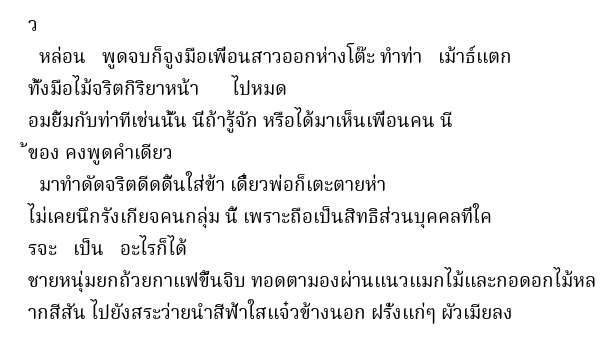 ว
หล่อน พูดจบก็จูงมือเพื่อนสาวออกห่างโต๊ะ ทำท่า เม้าธ์แตก
ทั้งมือไม้จริตกิริยาหน้า ไปหมด
อมยิ้มกับท่าทีเช่นนั้น นี่ถ้ารู้จัก หรือได้มาเห็นเพื่อนคน นี้
้ของ คงพูดคำเดียว
มาทำดัดจริตดีดดิ้นใส่ข้า เดี๋ยวพ่อก็เตะตายห่า
ไม่เคยนึกรังเกียจคนกลุ่ม นี้ เพราะถือเป็นสิทธิส่วนบุคคลที่ใค
รจะ เป็น อะไรก็ได้
ชายหนุ่มยกถ้วยกาแฟขึ้นจิบ ทอดตามองผ่านแนวแมกไม้และกอดอกไม้หล
ากสีสัน ไปยังสระว่ายน้ำสีฟ้าใสแจ๋วข้างนอก ฝรั่งแก่ๆ ผัวเมียลง